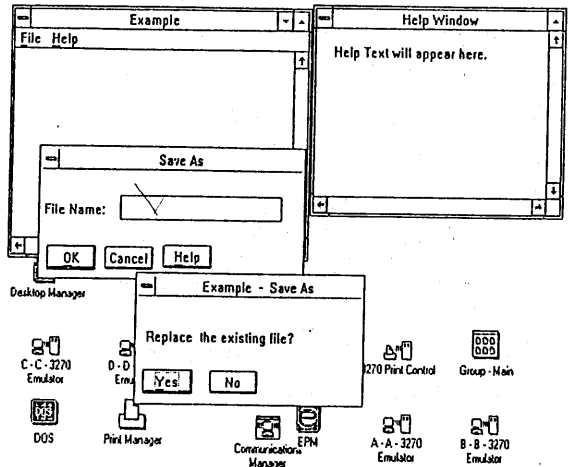 Example
File Help
Help Window
Help Text will appear here.
Save As
File Name:
OK Cancel Help
Desktop Manager
Example - Save As
Replace the existing file?
Yes No
C - C - 3270
Emulator
D - D
Emu
3270 Print Control
Group - Main
DOS
DOS
Print Manager
Communications
Manager
EPM
A - A - 3270
Emulator
B - B - 3270
Emulator